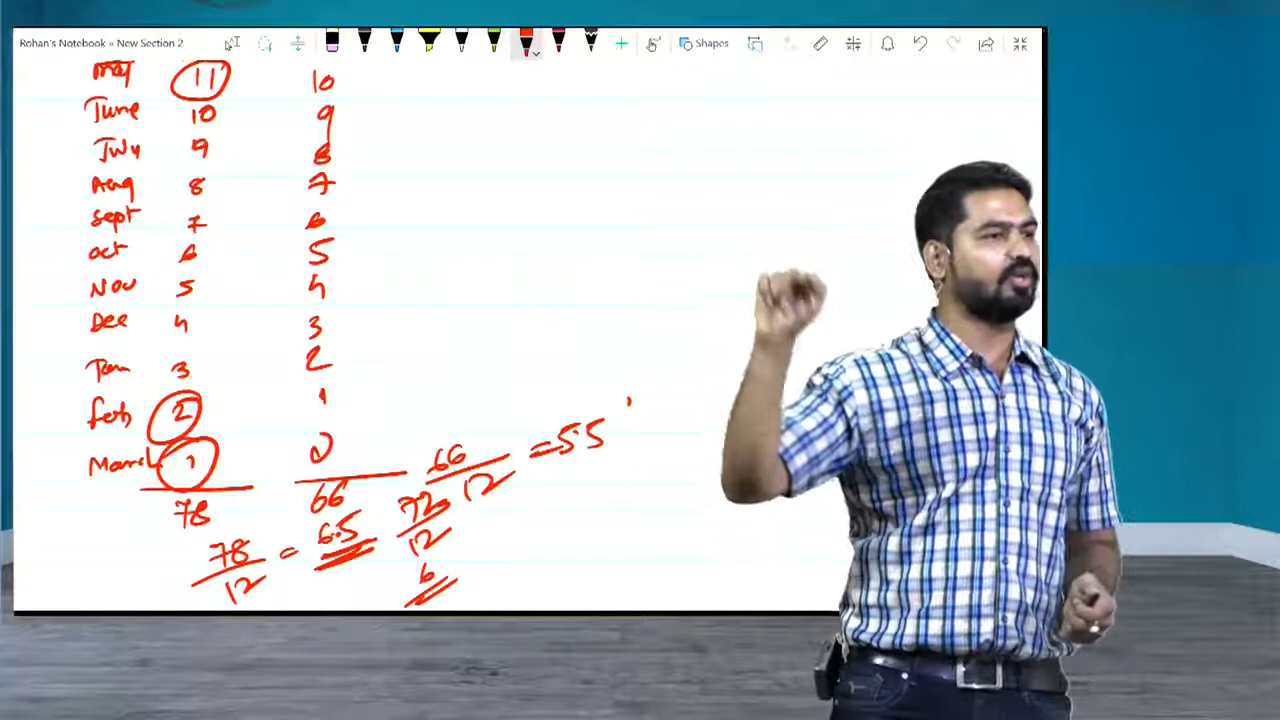 Rohan's Notebook » New Section 2
Shapes
May 11 10
June 10 9
July 9 8
Aug 8 7
Sept 7 6
Oct 6 5
Nov 5 4
Dec 4 3
Jan 3 2
Feb 2 1
March 1 0
78 66
66/12 = 5.5
72/12
6
78/12 = 6.5